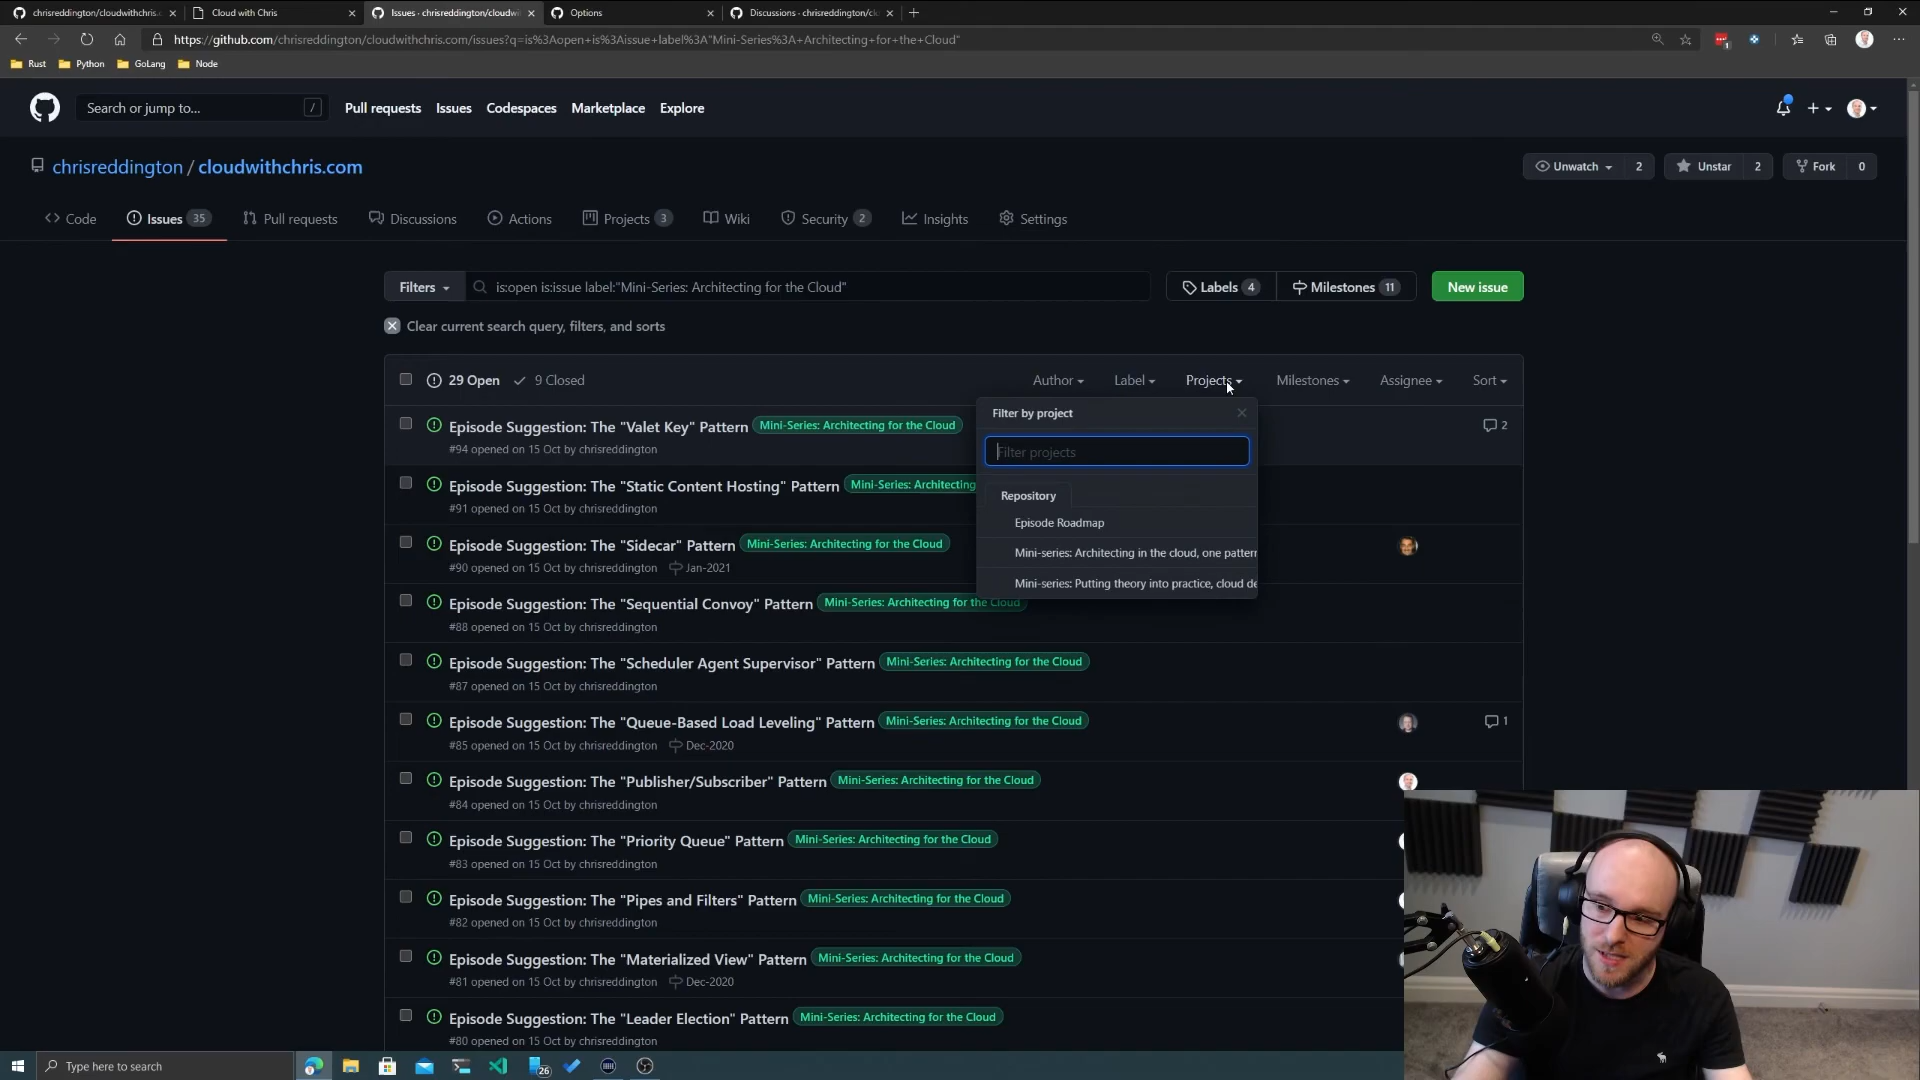 chrisreddington/cloudwithchris.c
Cloud with Chris
Issues · chrisreddington/cloudwi
Options
Discussions · chrisreddington/clo
https://github.com/chrisreddington/cloudwithchris.com/issues?q=is%3Aopen+is%3Aissue+label%3A"Mini-Series%3A+Architecting+for+the+Cloud"
Rust
Python
GoLang
Node
Search or jump to...
/
Pull requests
Issues
Codespaces
Marketplace
Explore
chrisreddington / cloudwithchris.com
Unwatch
2
Unstar
2
Fork
0
Code
Issues 35
Pull requests
Discussions
Actions
Projects 3
Wiki
Security 2
Insights
Settings
Filters
is:open is:issue label:"Mini-Series: Architecting for the Cloud"
Labels 4
Milestones 11
New issue
Clear current search query, filters, and sorts
29 Open
9 Closed
Author
Label
Projects
Milestones
Assignee
Sort
Filter by project
Filter projects
Repository
Episode Roadmap
Mini-series: Architecting in the cloud, one pattern
Mini-series: Putting theory into practice, cloud de
Episode Suggestion: The "Valet Key" Pattern Mini-Series: Architecting for the Cloud
2
#94 opened on 15 Oct by chrisreddington
Episode Suggestion: The "Static Content Hosting" Pattern Mini-Series: Architecting
#91 opened on 15 Oct by chrisreddington
Episode Suggestion: The "Sidecar" Pattern Mini-Series: Architecting for the Cloud
#90 opened on 15 Oct by chrisreddington Jan-2021
Episode Suggestion: The "Sequential Convoy" Pattern Mini-Series: Architecting for the Cloud
#88 opened on 15 Oct by chrisreddington
Episode Suggestion: The "Scheduler Agent Supervisor" Pattern Mini-Series: Architecting for the Cloud
#87 opened on 15 Oct by chrisreddington
Episode Suggestion: The "Queue-Based Load Leveling" Pattern Mini-Series: Architecting for the Cloud
1
#85 opened on 15 Oct by chrisreddington Dec-2020
Episode Suggestion: The "Publisher/Subscriber" Pattern Mini-Series: Architecting for the Cloud
#84 opened on 15 Oct by chrisreddington
Episode Suggestion: The "Priority Queue" Pattern Mini-Series: Architecting for the Cloud
#83 opened on 15 Oct by chrisreddington
Episode Suggestion: The "Pipes and Filters" Pattern Mini-Series: Architecting for the Cloud
#82 opened on 15 Oct by chrisreddington
Episode Suggestion: The "Materialized View" Pattern Mini-Series: Architecting for the Cloud
#81 opened on 15 Oct by chrisreddington Dec-2020
Episode Suggestion: The "Leader Election" Pattern Mini-Series: Architecting for the Cloud
#80 opened on 15 Oct by chrisreddington
Type here to search
26